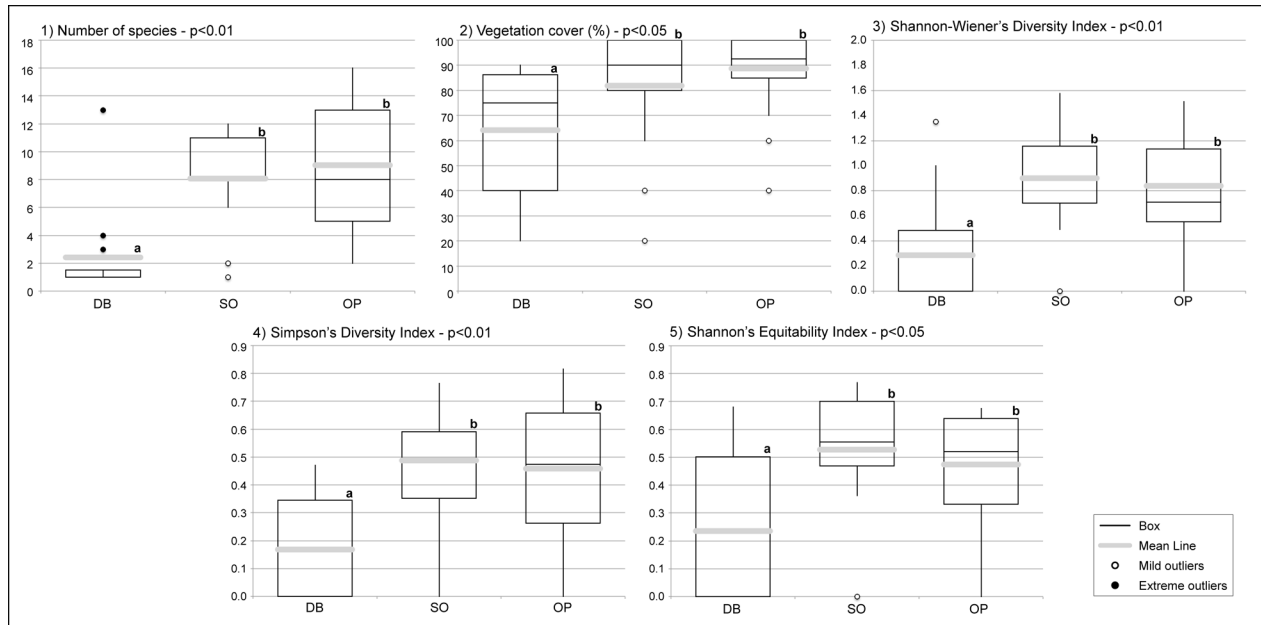 1) Number of species - p<0.01
18
16
14
12
10
8
6
4
2
0
a
b
b
DB
SO
OP
2) Vegetation cover (%) - p<0.05
100
90
80
70
60
50
40
30
20
10
0
a
b
b
DB
SO
OP
3) Shannon-Wiener’s Diversity Index - p<0.01
2.0
1.8
1.6
1.4
1.2
1.0
0.8
0.6
0.4
0.2
0.0
a
b
b
DB
SO
OP
4) Simpson’s Diversity Index - p<0.01
0.9
0.8
0.7
0.6
0.5
0.4
0.3
0.2
0.1
0.0
a
b
b
DB
SO
OP
5) Shannon’s Equitability Index - p<0.05
0.9
0.8
0.7
0.6
0.5
0.4
0.3
0.2
0.1
0.0
a
b
b
DB
SO
OP
Box
Mean Line
Mild outliers
Extreme outliers